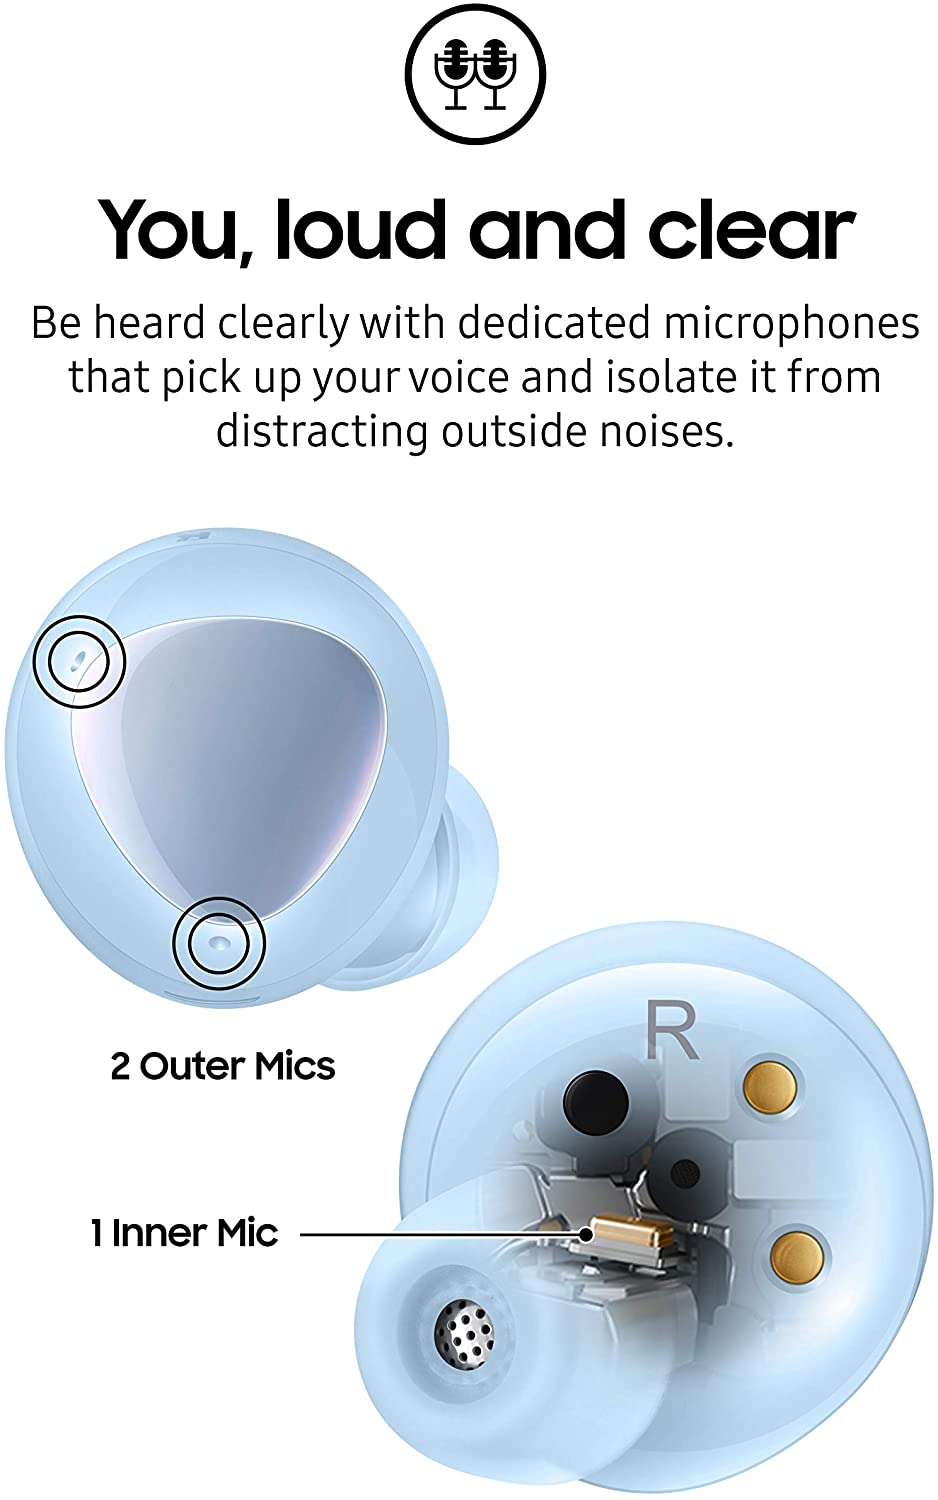 You, loud and clear
Be heard clearly with dedicated microphones
that pick up your voice and isolate it from
distracting outside noises.
2 Outer Mics
R
1 Inner Mic